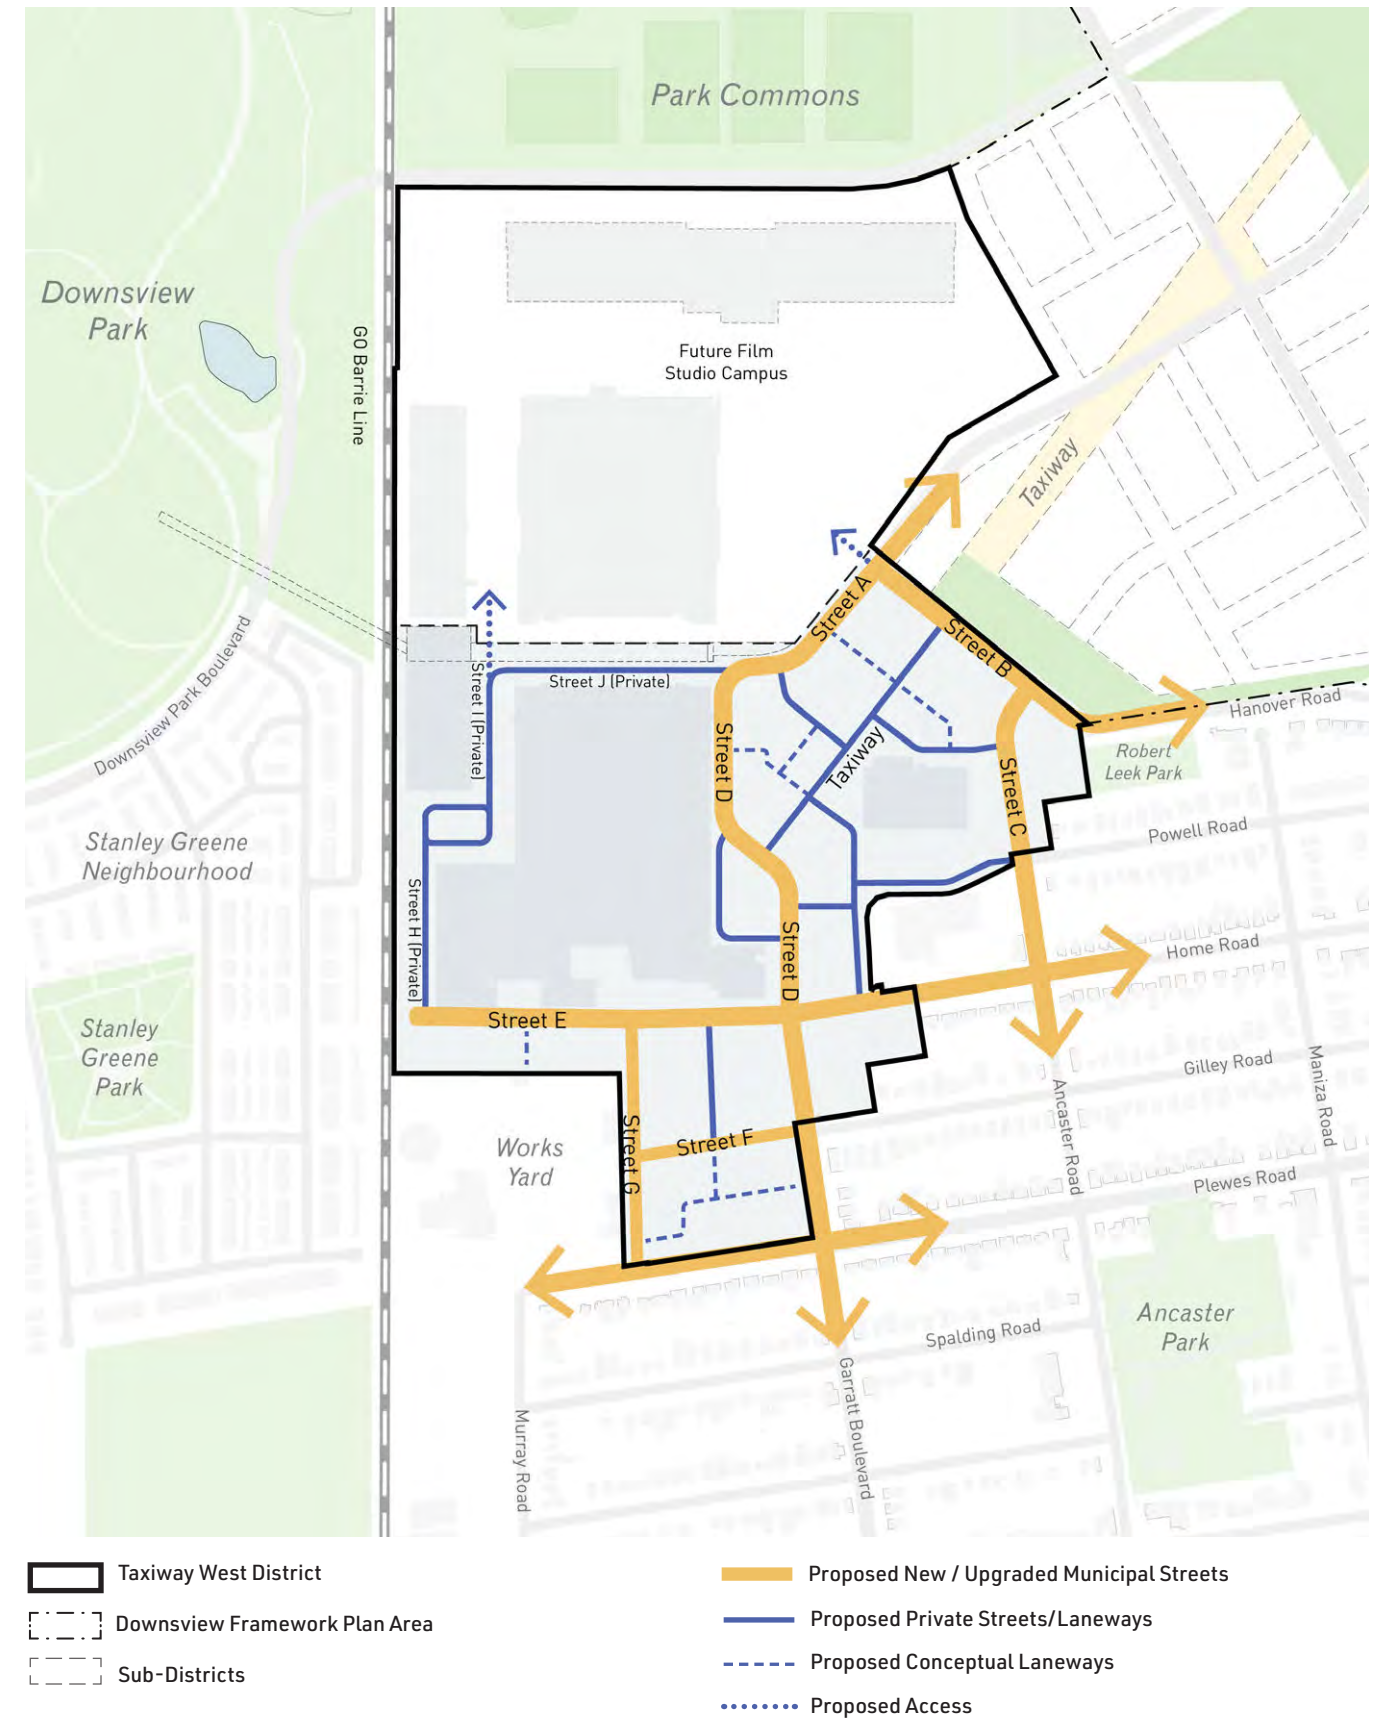 Park Commons
Downsview
Park
GO Barrie Line
Future Film
Studio Campus
Taxiway
Street A
Street B
Street J (Private)
Street I (Private)
Hanover Road
Downsview Park Boulevard
Street D
Taxiway
Robert
Leek Park
Street C
Powell Road
Stanley Greene
Neighbourhood
Street H (Private)
Street D
Home Road
Street E
Stanley
Greene
Park
Gilley Road
Maniza Road
Ancaster Road
Works
Yard
Street G
Street F
Plewes Road
Ancaster
Park
Spalding Road
Garratt Boulevard
Murray Road
Taxiway West District
Downsview Framework Plan Area
Sub-Districts
Proposed New / Upgraded Municipal Streets
Proposed Private Streets/Laneways
Proposed Conceptual Laneways
Proposed Access